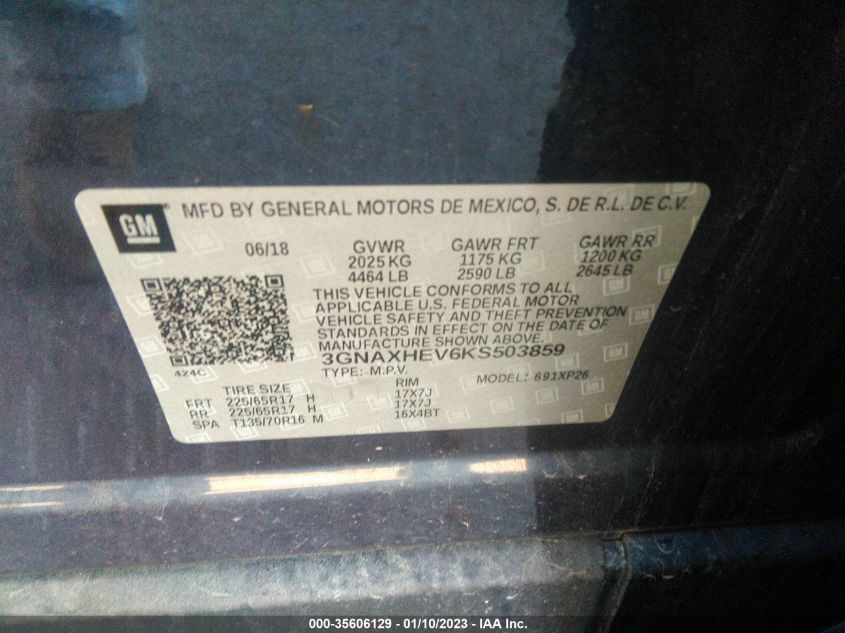 GM MFD BY GENERAL MOTORS DE MEXICO, S. DE R.L. DE C.V.
06/18 GVWR GAWR FRT GAWR RR
2025 KG 1175 KG 1200 KG
4464 LB 2590 LB 2645 LB
THIS VEHICLE CONFORMS TO ALL
APPLICABLE U.S. FEDERAL MOTOR
VEHICLE SAFETY AND THEFT PREVENTION
STANDARDS IN EFFECT ON THE DATE OF
MANUFACTURE SHOWN ABOVE.
3GNAXHEV6KS503859
424C TYPE: M.P.V. MODEL: 691XP26
TIRE SIZE RIM
FRT 225/65R17 H 17X7J
RR 225/65R17 H 17X7J
SPA T135/70R16 M 16X4BT
000-35606129 - 01/10/2023 - IAA Inc.